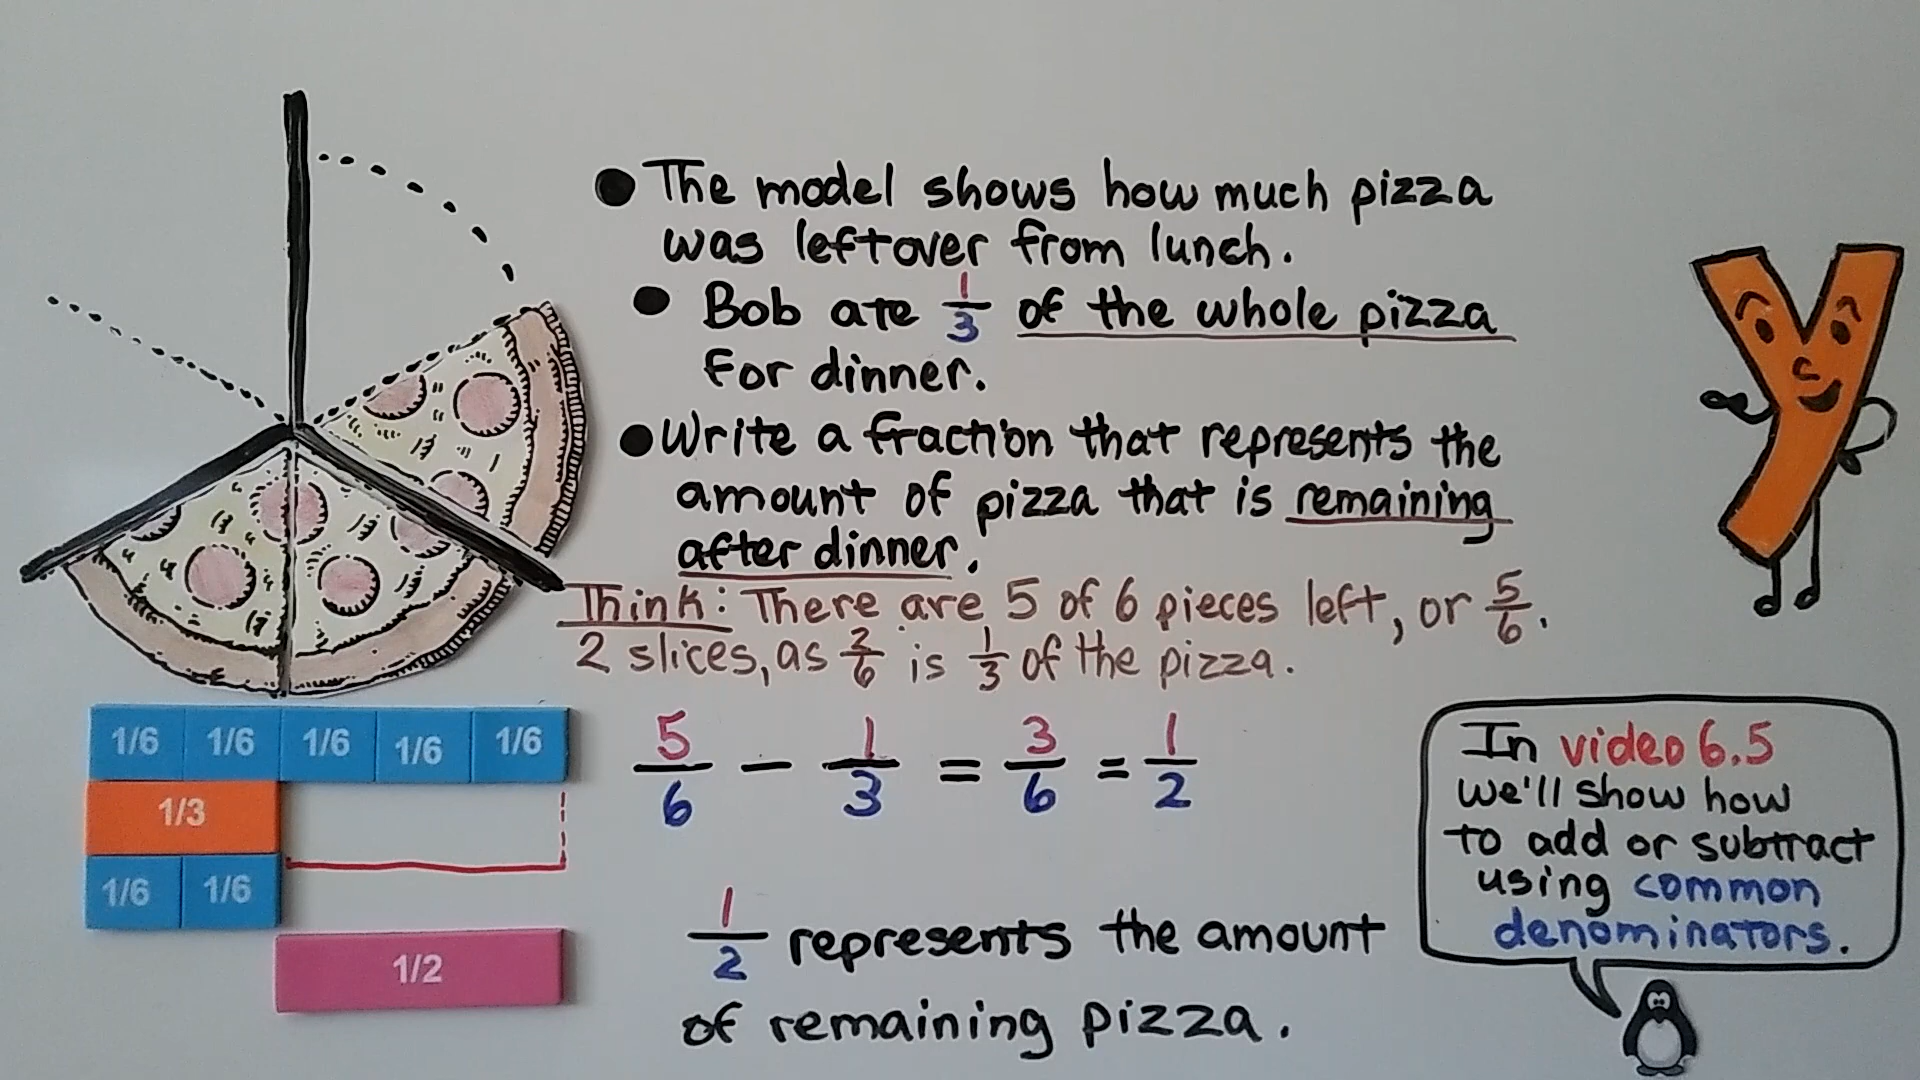 ● The model shows how much pizza
was leftover from lunch.
● Bob ate 1/3 of the whole pizza
for dinner.
● Write a fraction that represents the
amount of pizza that is remaining
after dinner.
Think: There are 5 of 6 pieces left, or 5/6.
2 slices, as 2/6 is 1/3 of the pizza.
1/6 1/6 1/6 1/6 1/6
1/3
1/6 1/6
1/2
5/6 − 1/3 = 3/6 = 1/2
1/2 represents the amount
of remaining pizza.
In video 6.5
we'll show how
to add or subtract
using common
denominators.